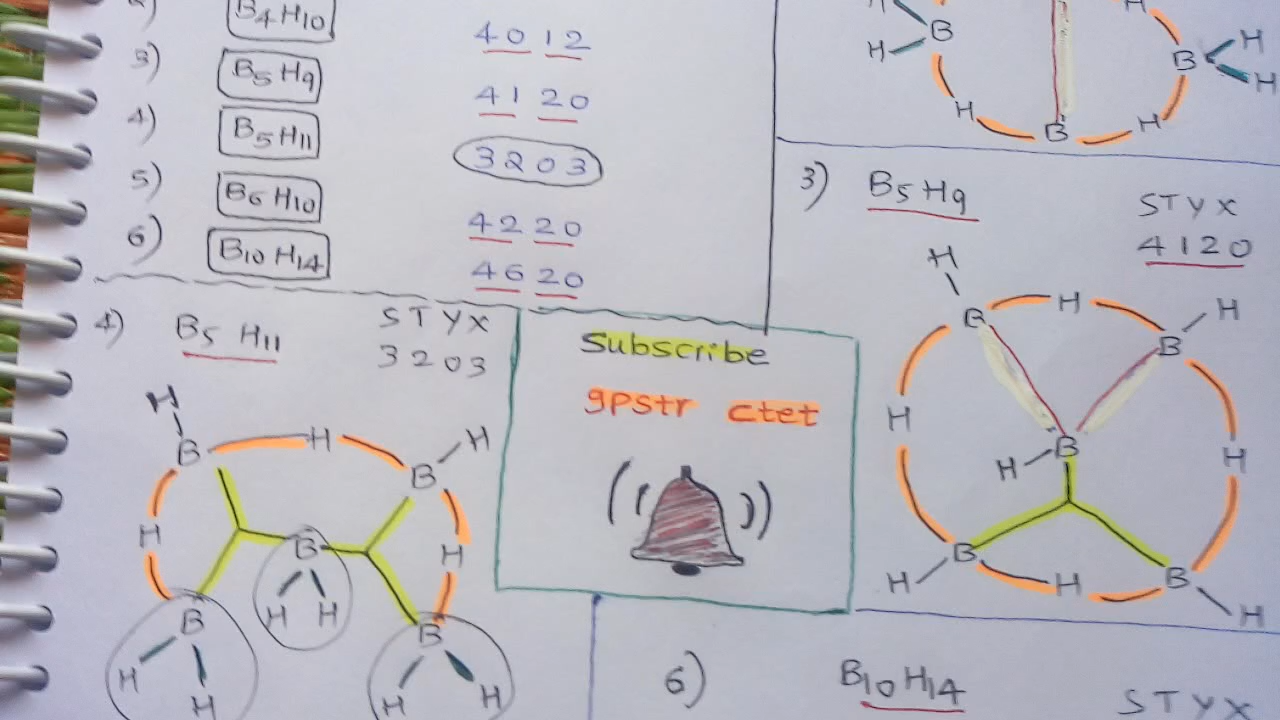 2) B4H10 4012
3) B5H9 4120
4) B5H11 3203
5) B6H10 4220
6) B10H14 4620
H
B
H
H
H
B
H
B
H
H
B
3) B5H9 STYX
4120
H
B H B H
H B H
H
B H B
H H
4) B5H11 STYX
3203
H
B H B H
H B H
H H
B B
H H H H
Subscribe
gpstr ctet
6) B10H14 STYX